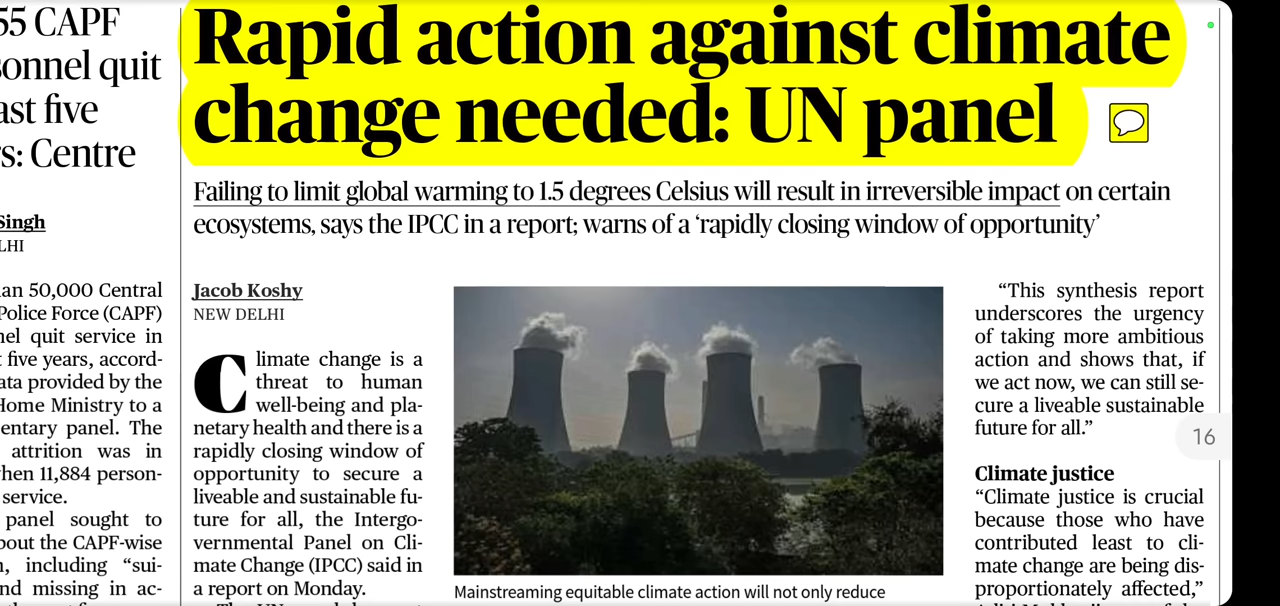 55 CAPF
sonnel quit
ast five
s: Centre
Singh
LHI
an 50,000 Central
Police Force (CAPF)
nel quit service in
t five years, accord-
ata provided by the
Home Ministry to a
entary panel. The
attrition was in
hen 11,884 person-
service.
panel sought to
bout the CAPF-wise
n, including “sui-
nd missing in ac-
Rapid action against climate
change needed: UN panel
Failing to limit global warming to 1.5 degrees Celsius will result in irreversible impact on certain
ecosystems, says the IPCC in a report; warns of a ‘rapidly closing window of opportunity’
Jacob Koshy
NEW DELHI
Climate change is a
threat to human
well-being and pla-
netary health and there is a
rapidly closing window of
opportunity to secure a
liveable and sustainable fu-
ture for all, the Intergo-
vernmental Panel on Cli-
mate Change (IPCC) said in
a report on Monday.
Mainstreaming equitable climate action will not only reduce
“This synthesis report
underscores the urgency
of taking more ambitious
action and shows that, if
we act now, we can still se-
cure a liveable sustainable
future for all.”
Climate justice
“Climate justice is crucial
because those who have
contributed least to cli-
mate change are being dis-
proportionately affected,”
16